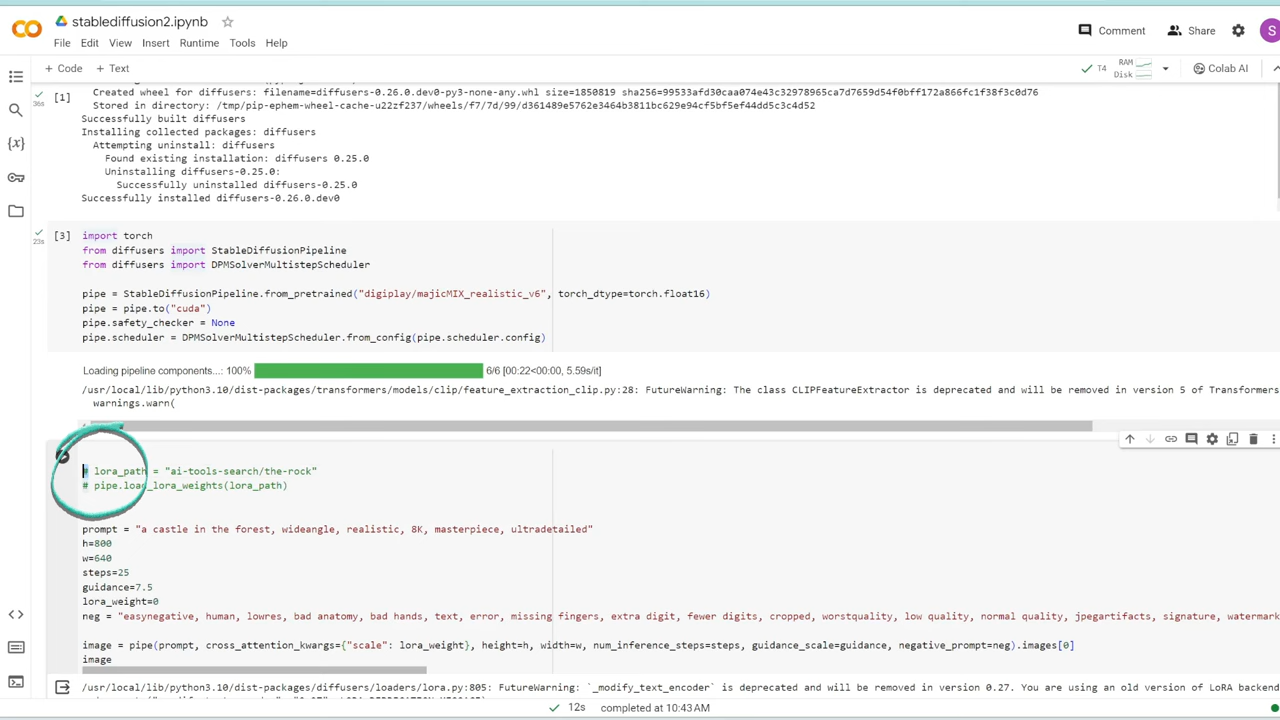 stablediffusion2.ipynb
File Edit View Insert Runtime Tools Help
Comment Share S
+ Code + Text
T4 RAM Disk Colab AI
[1] Created wheel for diffusers: filename=diffusers-0.26.0.dev0-py3-none-any.whl size=1850819 sha256=99533afd30caa074e43c32978965ca7d7659d54f0bff172a866fc1f38f3c0d76
36s
Stored in directory: /tmp/pip-ephem-wheel-cache-u22zf237/wheels/f7/7d/99/d361489e5762e3464b3811bc629e94cf5bf5ef44dd5c3c4d52
Successfully built diffusers
Installing collected packages: diffusers
Attempting uninstall: diffusers
Found existing installation: diffusers 0.25.0
Uninstalling diffusers-0.25.0:
Successfully uninstalled diffusers-0.25.0
Successfully installed diffusers-0.26.0.dev0
[3] import torch
23s
from diffusers import StableDiffusionPipeline
from diffusers import DPMSolverMultistepScheduler
pipe = StableDiffusionPipeline.from_pretrained("digiplay/majicMIX_realistic_v6", torch_dtype=torch.float16)
pipe = pipe.to("cuda")
pipe.safety_checker = None
pipe.scheduler = DPMSolverMultistepScheduler.from_config(pipe.scheduler.config)
Loading pipeline components...: 100% 6/6 [00:22<00:00, 5.59s/it]
/usr/local/lib/python3.10/dist-packages/transformers/models/clip/feature_extraction_clip.py:28: FutureWarning: The class CLIPFeatureExtractor is deprecated and will be removed in version 5 of Transformers
warnings.warn(
# lora_path = "ai-tools-search/the-rock"
# pipe.load_lora_weights(lora_path)
prompt = "a castle in the forest, wideangle, realistic, 8K, masterpiece, ultradetailed"
h=800
w=640
steps=25
guidance=7.5
lora_weight=0
neg = "easynegative, human, lowres, bad anatomy, bad hands, text, error, missing fingers, extra digit, fewer digits, cropped, worstquality, low quality, normal quality, jpegartifacts, signature, watermark
image = pipe(prompt, cross_attention_kwargs={"scale": lora_weight}, height=h, width=w, num_inference_steps=steps, guidance_scale=guidance, negative_prompt=neg).images[0]
image
/usr/local/lib/python3.10/dist-packages/diffusers/loaders/lora.py:805: FutureWarning: `_modify_text_encoder` is deprecated and will be removed in version 0.27. You are using an old version of LoRA backend
12s completed at 10:43 AM